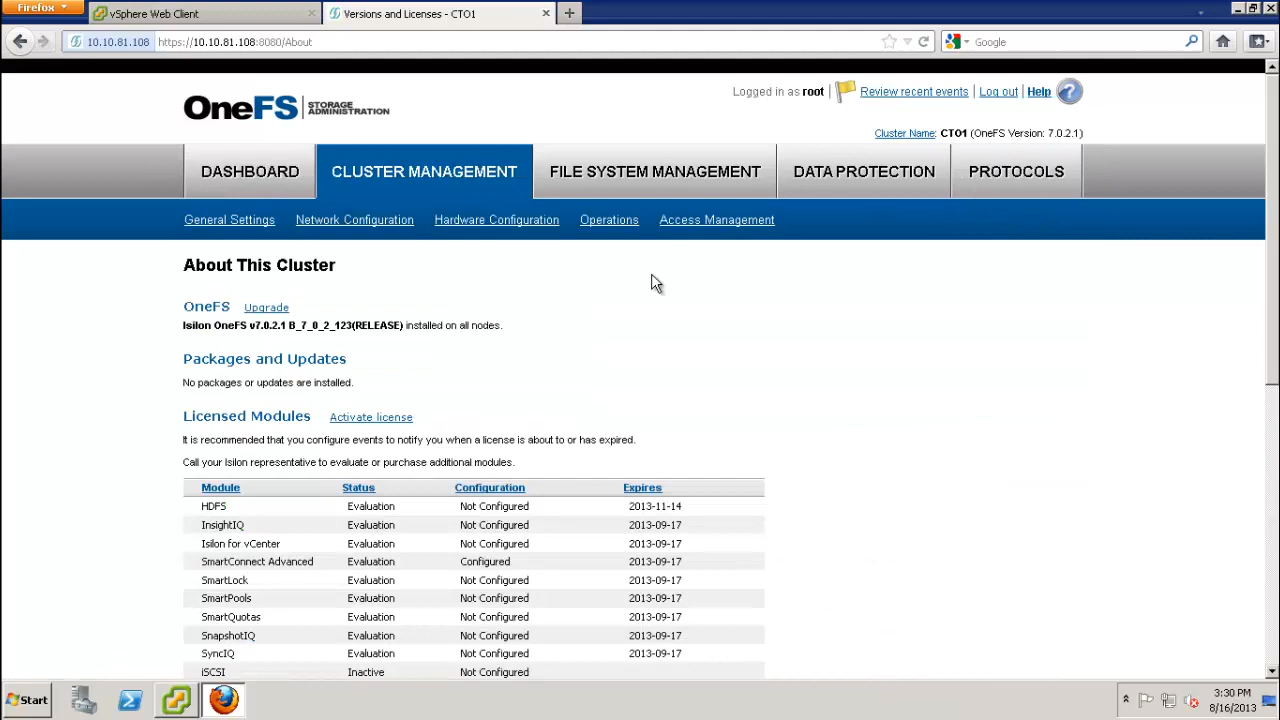 Firefox
vSphere Web Client
Versions and Licenses - CTO1
10.10.81.108
https://10.10.81.108:8080/About
Google
OneFS
STORAGE
ADMINISTRATION
Logged in as root
Review recent events
Log out
Help
Cluster Name: CTO1 (OneFS Version: 7.0.2.1)
DASHBOARD
CLUSTER MANAGEMENT
FILE SYSTEM MANAGEMENT
DATA PROTECTION
PROTOCOLS
General Settings
Network Configuration
Hardware Configuration
Operations
Access Management
About This Cluster
OneFS Upgrade
Isilon OneFS v7.0.2.1 B_7_0_2_123(RELEASE) installed on all nodes.
Packages and Updates
No packages or updates are installed.
Licensed Modules Activate license
It is recommended that you configure events to notify you when a license is about to or has expired.
Call your Isilon representative to evaluate or purchase additional modules.
Module Status Configuration Expires
HDFS Evaluation Not Configured 2013-11-14
InsightIQ Evaluation Not Configured 2013-09-17
Isilon for vCenter Evaluation Not Configured 2013-09-17
SmartConnect Advanced Evaluation Configured 2013-09-17
SmartLock Evaluation Not Configured 2013-09-17
SmartPools Evaluation Not Configured 2013-09-17
SmartQuotas Evaluation Not Configured 2013-09-17
SnapshotIQ Evaluation Not Configured 2013-09-17
SyncIQ Evaluation Not Configured 2013-09-17
iSCSI Inactive Not Configured
Start
3:30 PM
8/16/2013